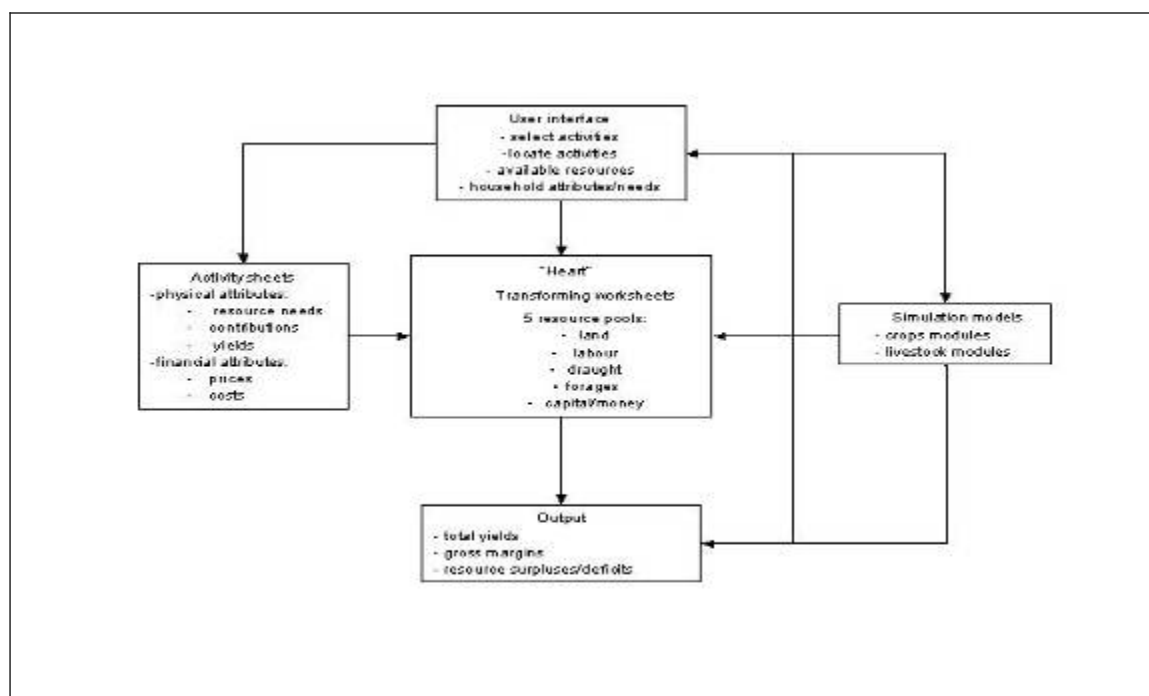 User interface
- select activities
-locate activities
- available resources
- household attributes/needs
Activity sheets
-physical attributes:
- resource needs
- contributions
- yields
-financial attributes:
- prices
- costs
"Heart"
Transforming worksheets
5 resource pools:
- land
- labour
- draught
- forages
- capital/money
Simulation models
- crops modules
- livestock modules
Output
- total yields
- gross margins
- resource surpluses/deficits